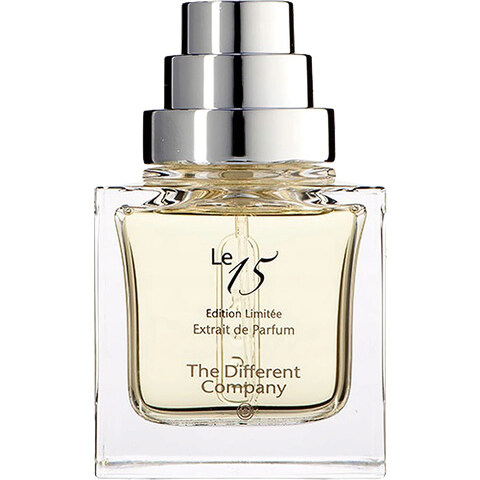 Le 15
Edition Limitée
Extrait de Parfum
The Different
Company